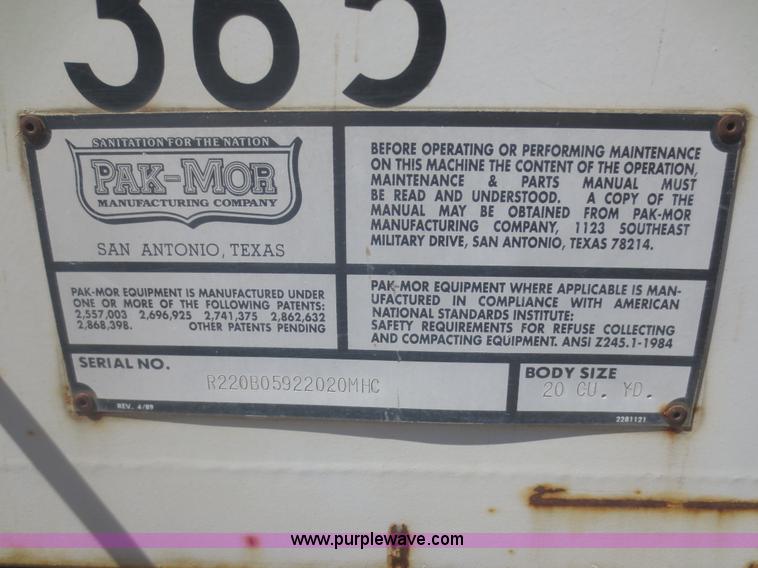 365
SANITATION FOR THE NATION
PAK-MOR
MANUFACTURING COMPANY
SAN ANTONIO, TEXAS
BEFORE OPERATING OR PERFORMING MAINTENANCE
ON THIS MACHINE THE CONTENT OF THE OPERATION,
MAINTENANCE & PARTS MANUAL MUST
BE READ AND UNDERSTOOD. A COPY OF THE
MANUAL MAY BE OBTAINED FROM PAK-MOR
MANUFACTURING COMPANY, 1123 SOUTHEAST
MILITARY DRIVE, SAN ANTONIO, TEXAS 78214.
PAK-MOR EQUIPMENT IS MANUFACTURED UNDER
ONE OR MORE OF THE FOLLOWING PATENTS:
2,557,003 2,696,925 2,741,375 2,862,632
2,868,398. OTHER PATENTS PENDING
PAK-MOR EQUIPMENT WHERE APPLICABLE IS MAN-
UFACTURED IN COMPLIANCE WITH AMERICAN
NATIONAL STANDARDS INSTITUTE:
SAFETY REQUIREMENTS FOR REFUSE COLLECTING
AND COMPACTING EQUIPMENT. ANSI Z245.1-1984
SERIAL NO.
R220B05922020MHC
BODY SIZE
20 CU. YD.
REV. 4/89
2281121
www.purplewave.com